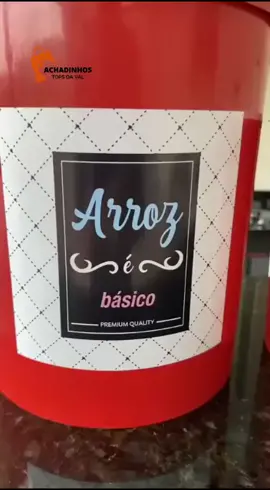 ACHADINHOS
TOPS DA VAL
Arroz
é
básico
PREMIUM QUALITY